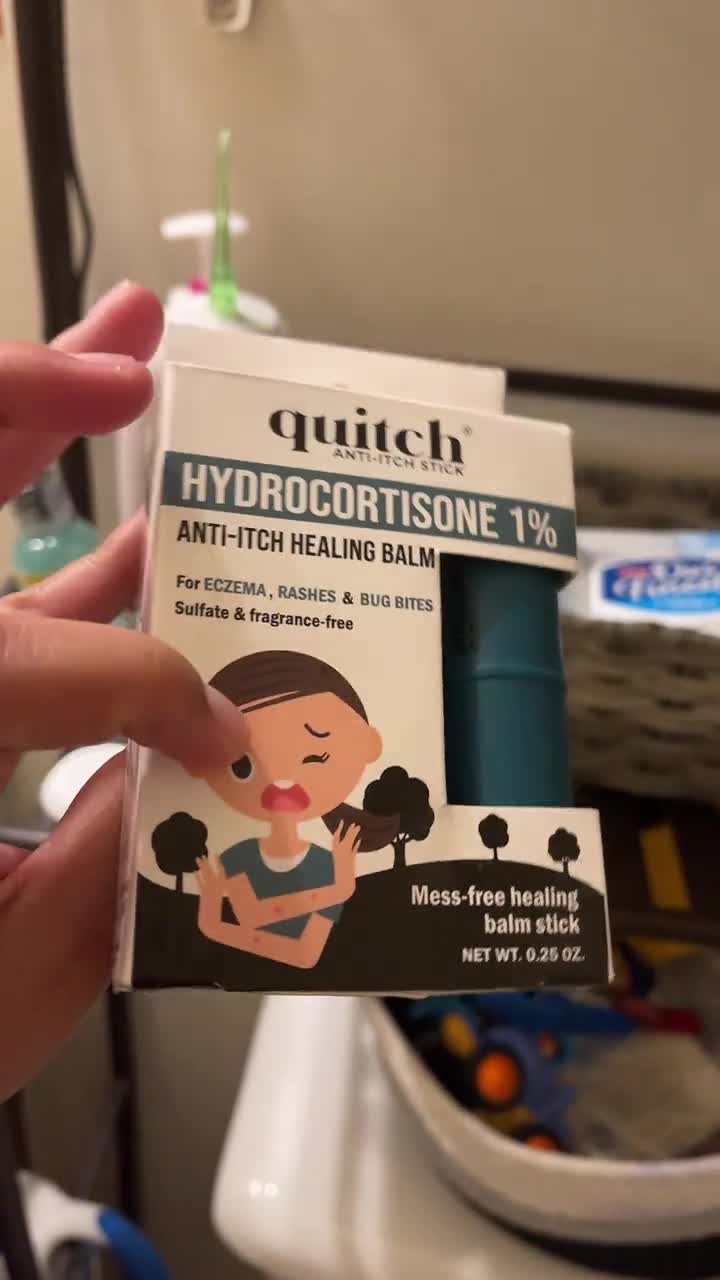 quitch®
ANTI-ITCH STICK
HYDROCORTISONE 1%
ANTI-ITCH HEALING BALM
For ECZEMA, RASHES & BUG BITES
Sulfate & fragrance-free
Mess-free healing
balm stick
NET WT. 0.25 OZ.